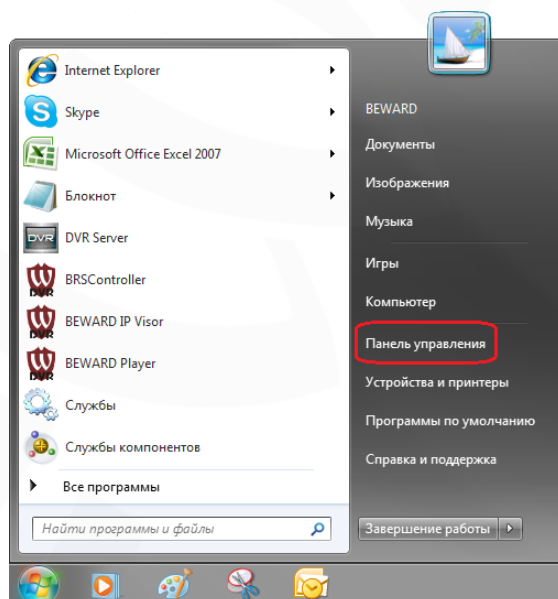 Internet Explorer
Skype
Microsoft Office Excel 2007
Блокнот
DVR Server
BRSController
BEWARD IP Visor
BEWARD Player
Службы
Службы компонентов
Все программы
Найти программы и файлы
BEWARD
Документы
Изображения
Музыка
Игры
Компьютер
Панель управления
Устройства и принтеры
Программы по умолчанию
Справка и поддержка
Завершение работы